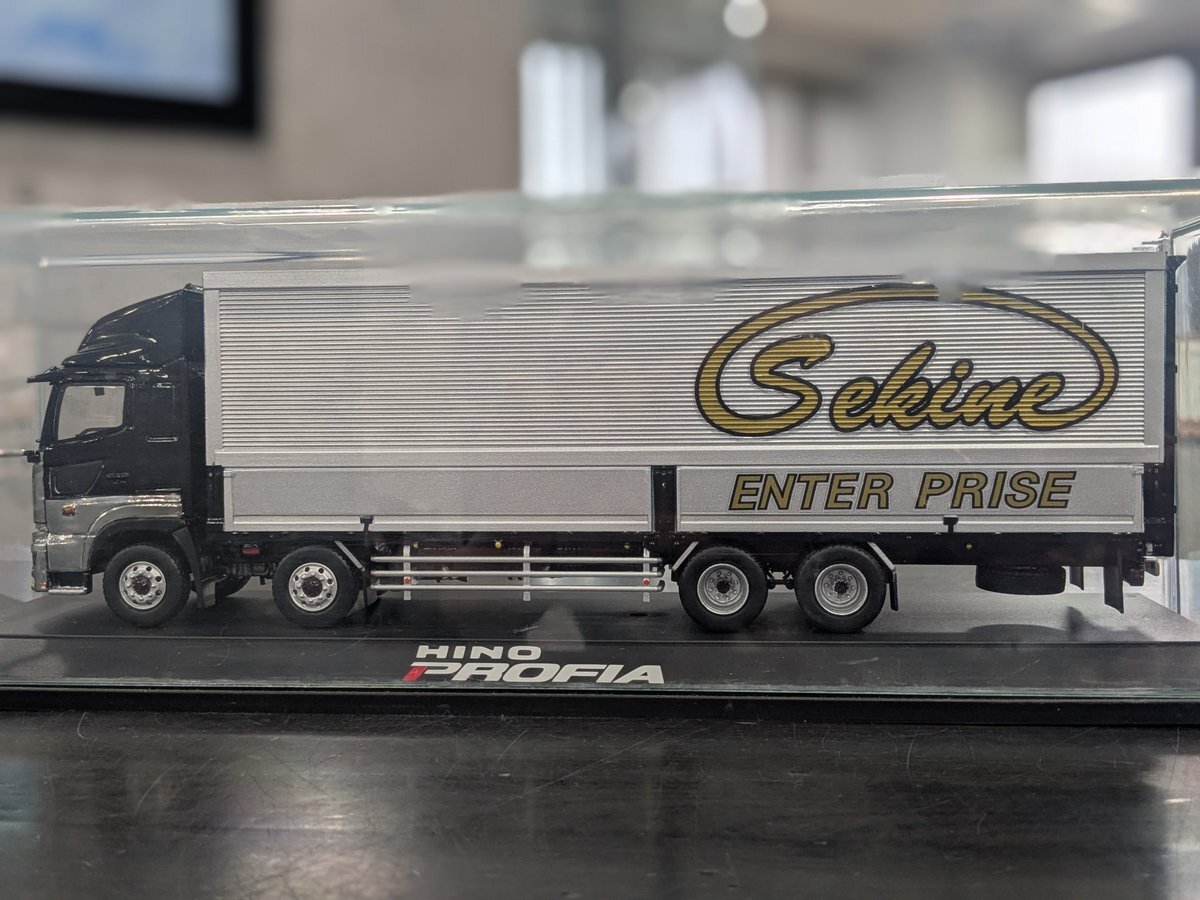 Sekine
ENTER PRISE
HINO
PROFIA